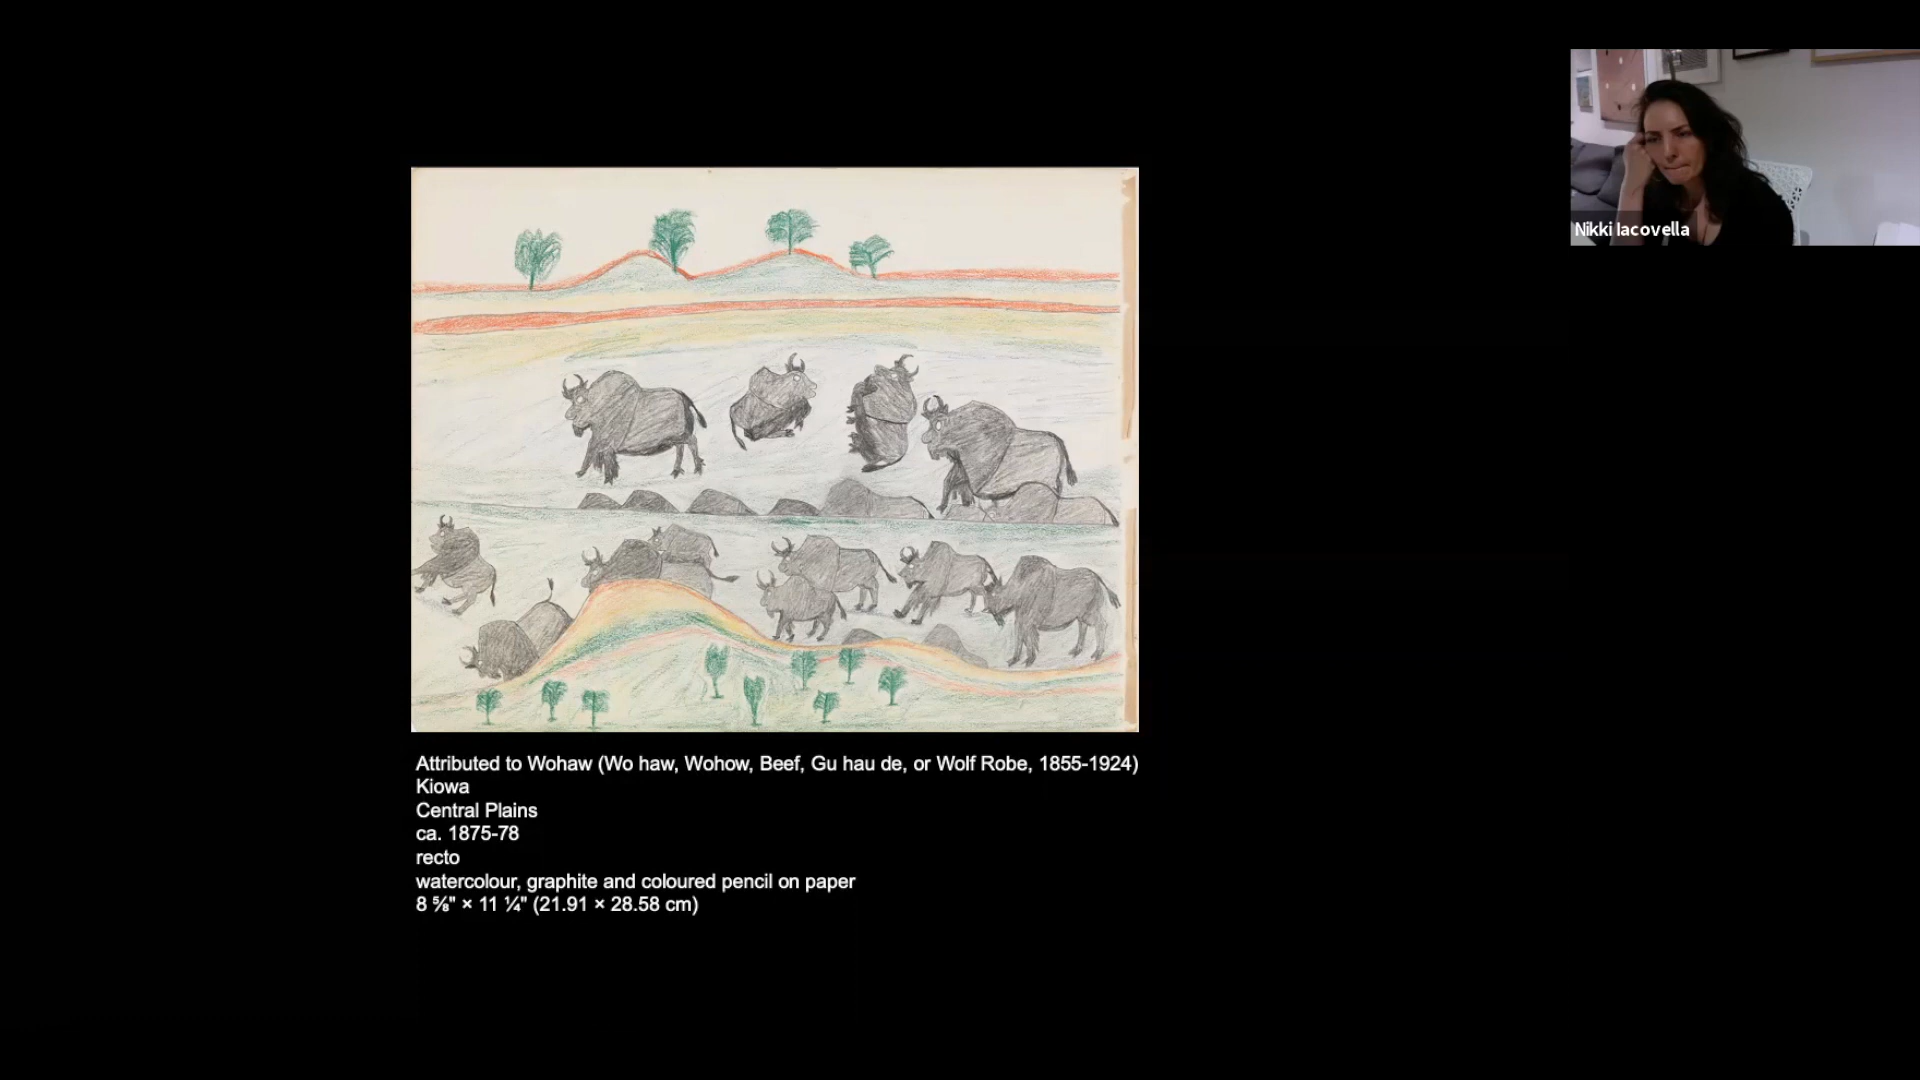 Nikki Iacovella
Attributed to Wohaw (Wo haw, Wohow, Beef, Gu hau de, or Wolf Robe, 1855-1924)
Kiowa
Central Plains
ca. 1875-78
recto
watercolour, graphite and coloured pencil on paper
8 ⅝" × 11 ¼" (21.91 × 28.58 cm)